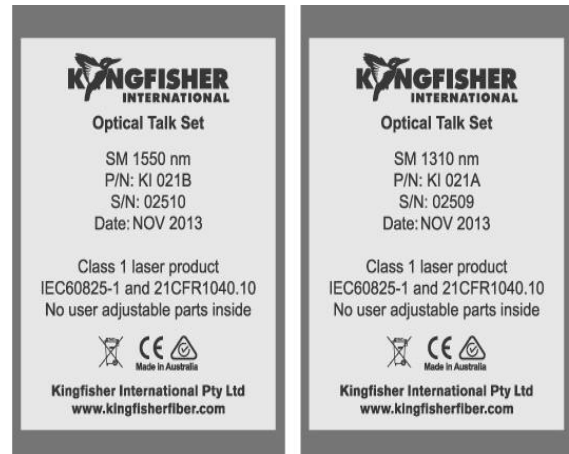 KINGFISHER
INTERNATIONAL
Optical Talk Set
SM 1550 nm
P/N: KI 021B
S/N: 02510
Date: NOV 2013
Class 1 laser product
IEC60825-1 and 21CFR1040.10
No user adjustable parts inside
CE
Made in Australia
Kingfisher International Pty Ltd
www.kingfisherfiber.com
KINGFISHER
INTERNATIONAL
Optical Talk Set
SM 1310 nm
P/N: KI 021A
S/N: 02509
Date: NOV 2013
Class 1 laser product
IEC60825-1 and 21CFR1040.10
No user adjustable parts inside
CE
Made in Australia
Kingfisher International Pty Ltd
www.kingfisherfiber.com